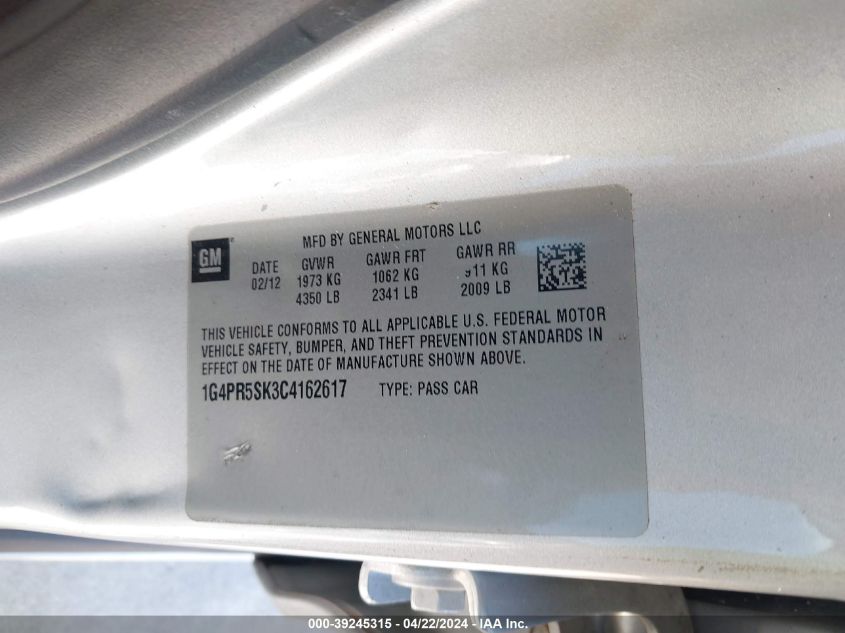 MFD BY GENERAL MOTORS LLC
GM
DATE GVWR GAWR FRT GAWR RR
02/12 1973 KG 1062 KG 911 KG
4350 LB 2341 LB 2009 LB
THIS VEHICLE CONFORMS TO ALL APPLICABLE U.S. FEDERAL MOTOR
VEHICLE SAFETY, BUMPER, AND THEFT PREVENTION STANDARDS IN
EFFECT ON THE DATE OF MANUFACTURE SHOWN ABOVE.
1G4PR5SK3C4162617 TYPE: PASS CAR
000-39245315 - 04/22/2024 - IAA Inc.